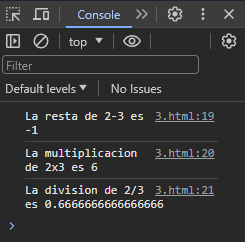 Console
top
Filter
Default levels No Issues
La resta de 2-3 es 3.html:19
-1
La multiplicacion 3.html:20
de 2x3 es 6
La division de 2/3 3.html:21
es 0.6666666666666666